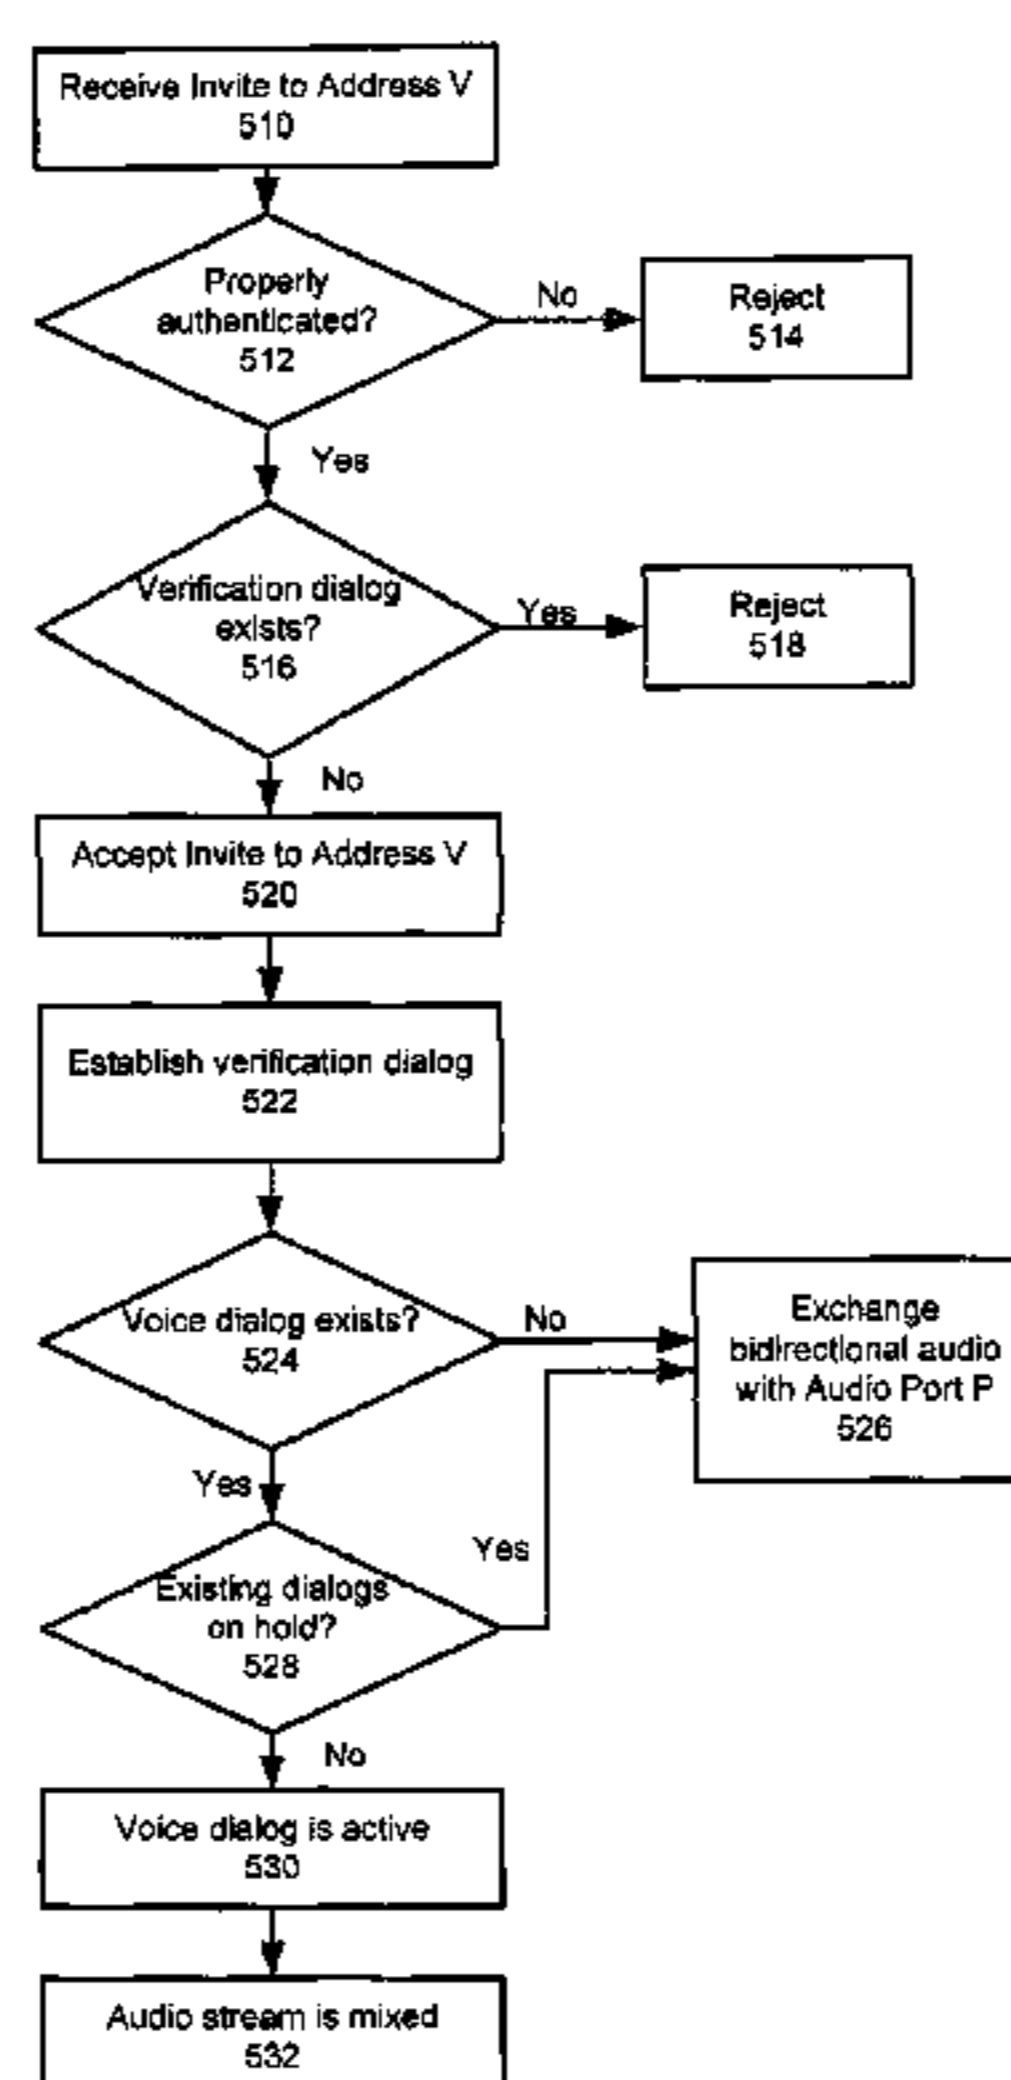 Receive Invite to Address V
510
Properly
authenticated?
512
No
Reject
514
Yes
Verification dialog
exists?
516
Yes
Reject
518
No
Accept Invite to Address V
520
Establish verification dialog
522
Voice dialog exists?
524
No
Exchange
bidirectional audio
with Audio Port P
526
Yes
Existing dialogs
on hold?
528
Yes
No
Voice dialog is active
530
Audio stream is mixed
532